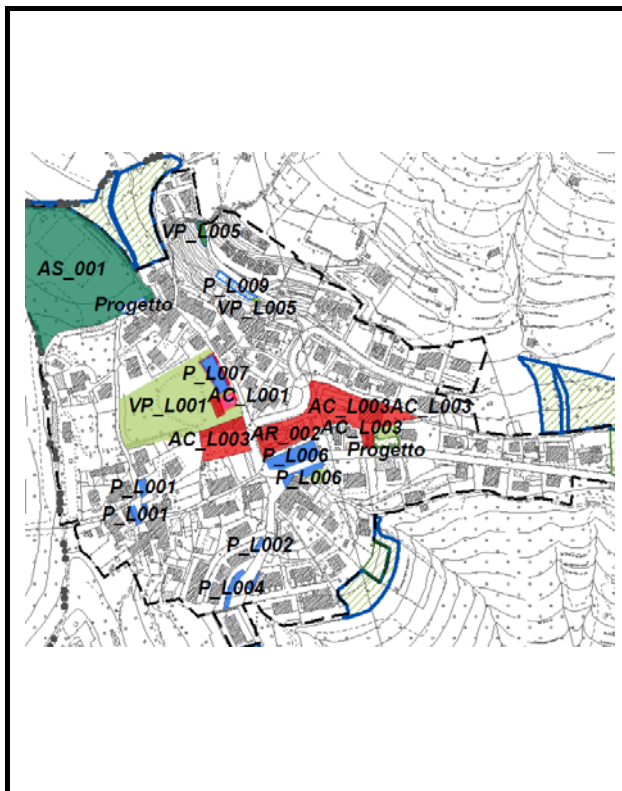 VP_L005
AS_001
P_L009
Progetto
VP_L005
P_L007
AC_L001
VP_L001
AC_L003AC_L003
AC_L003
AR_002
AC_L003
Progetto
P_L006
P_L006
P_L001
P_L001
P_L002
P_L004